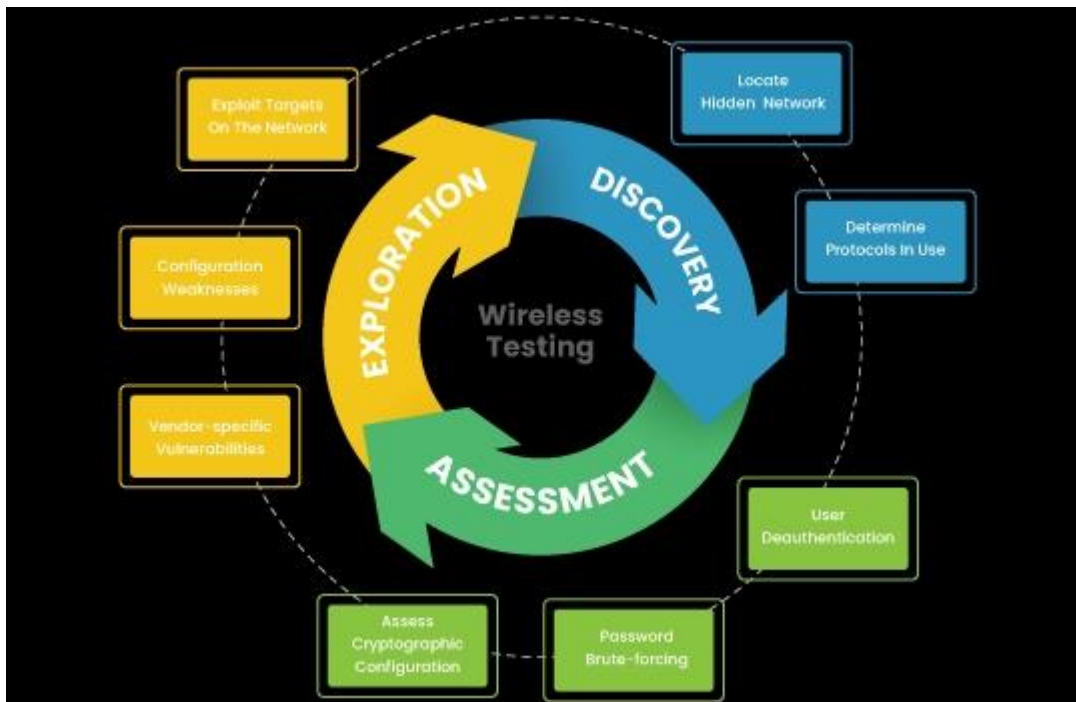 Exploit Targets
On The Network
Locate
Hidden Network
DISCOVERY
Determine
Protocols In Use
EXPLORATION
Configuration
Weaknesses
Wireless
Testing
Vendor-specific
Vulnerabilities
ASSESSMENT
User
Deauthentication
Assess
Cryptographic
Configuration
Password
Brute-forcing